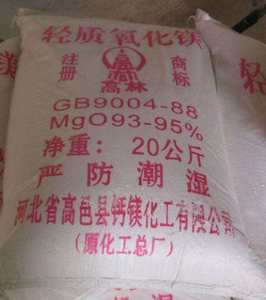 轻质氧化镁
注册 商标
高林
GB9004-88
MgO93-95%
净重：20公斤
严防潮湿
河北省高邑县钙镁化工有限公司
(原化工总厂)